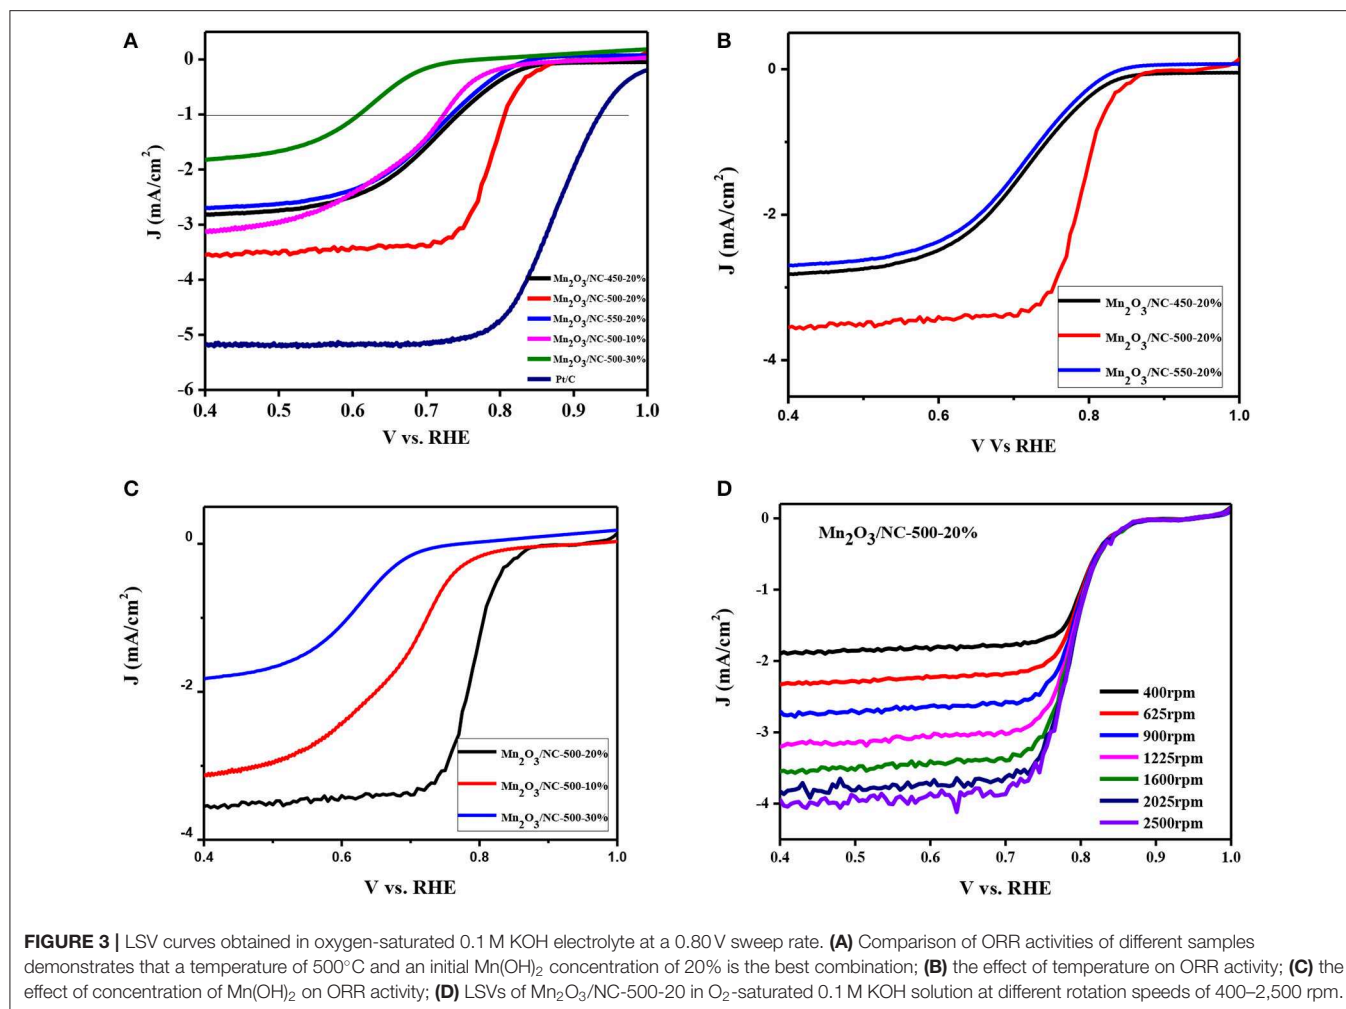 A
0
-1
-2
-3
-4
-5
-6
J (mA/cm²)
0.4 0.5 0.6 0.7 0.8 0.9 1.0
V vs. RHE
Mn₂O₃/NC-450-20%
Mn₂O₃/NC-500-20%
Mn₂O₃/NC-550-20%
Mn₂O₃/NC-500-10%
Mn₂O₃/NC-500-30%
Pt/C
B
0
-2
-4
J (mA/cm²)
0.4 0.6 0.8 1.0
V Vs RHE
Mn₂O₃/NC-450-20%
Mn₂O₃/NC-500-20%
Mn₂O₃/NC-550-20%
C
0
-2
-4
J (mA/cm²)
0.4 0.6 0.8 1.0
V vs. RHE
Mn₂O₃/NC-500-20%
Mn₂O₃/NC-500-10%
Mn₂O₃/NC-500-30%
D
Mn₂O₃/NC-500-20%
0
-1
-2
-3
-4
J (mA/cm²)
0.4 0.5 0.6 0.7 0.8 0.9 1.0
V vs. RHE
400rpm
625rpm
900rpm
1225rpm
1600rpm
2025rpm
2500rpm
FIGURE 3 | LSV curves obtained in oxygen-saturated 0.1 M KOH electrolyte at a 0.80 V sweep rate. (A) Comparison of ORR activities of different samples
demonstrates that a temperature of 500°C and an initial Mn(OH)₂ concentration of 20% is the best combination; (B) the effect of temperature on ORR activity; (C) the
effect of concentration of Mn(OH)₂ on ORR activity; (D) LSVs of Mn₂O₃/NC-500-20 in O₂-saturated 0.1 M KOH solution at different rotation speeds of 400–2,500 rpm.